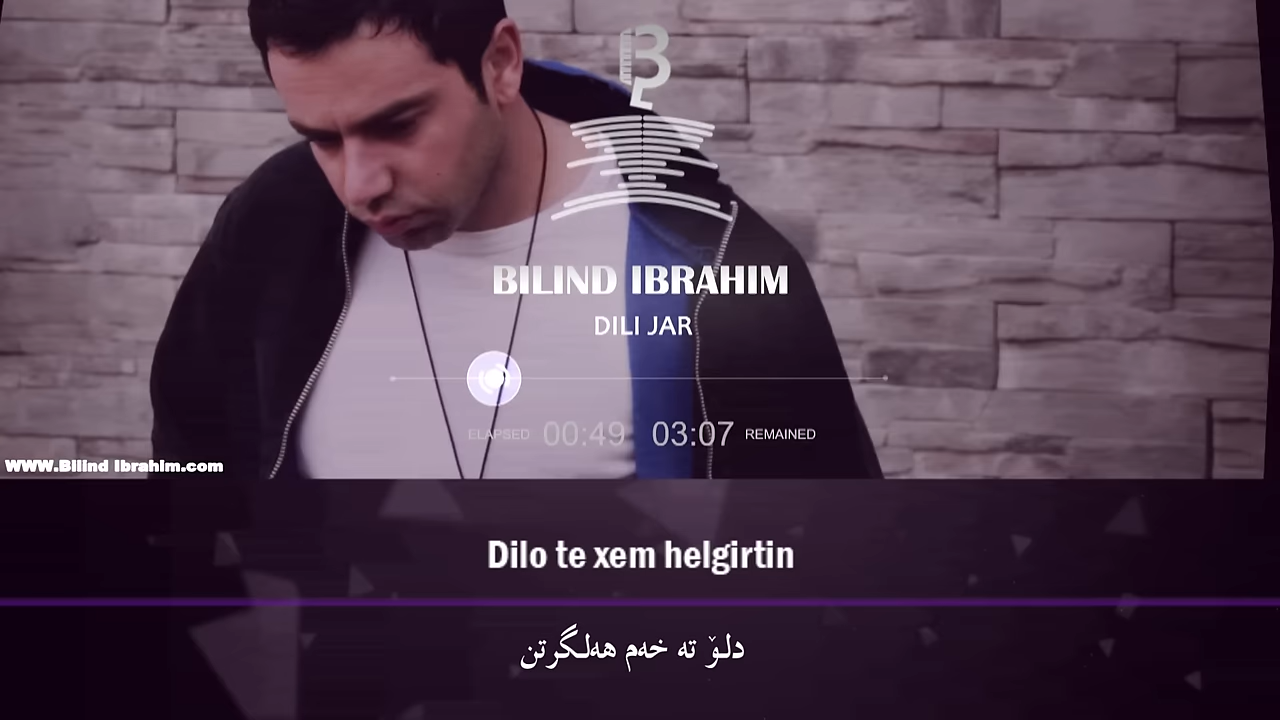 BILIND IBRAHIM
DILI JAR
ELAPSED 00:49 03:07 REMAINED
WWW.Bilind Ibrahim.com
Dilo te xem helgirtin
دلۆ تە خەم هەلگرتن